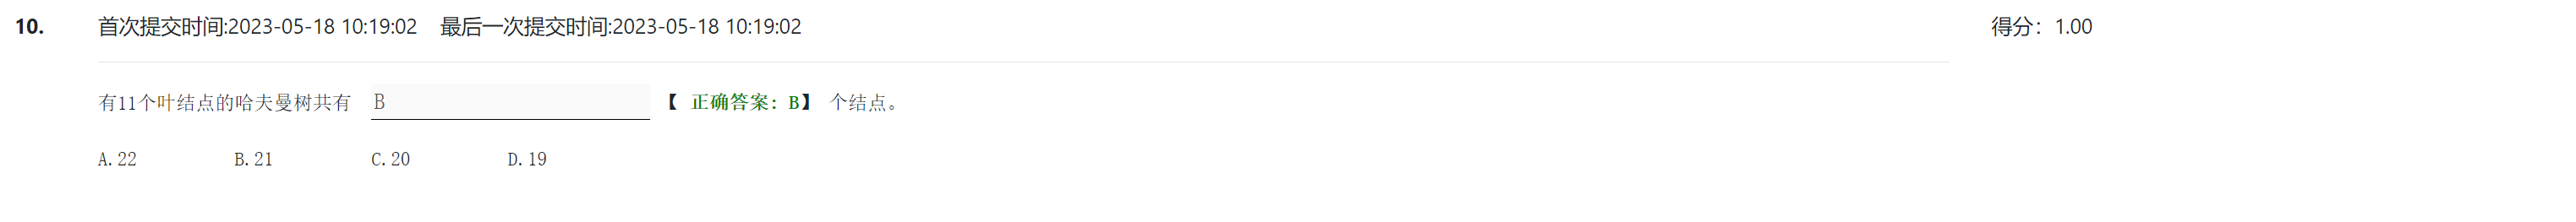 10. 首次提交时间:2023-05-18 10:19:02 最后一次提交时间:2023-05-18 10:19:02 得分：1.00
有11个叶结点的哈夫曼树共有 B 【 正确答案: B】 个结点。
A.22 B.21 C.20 D.19